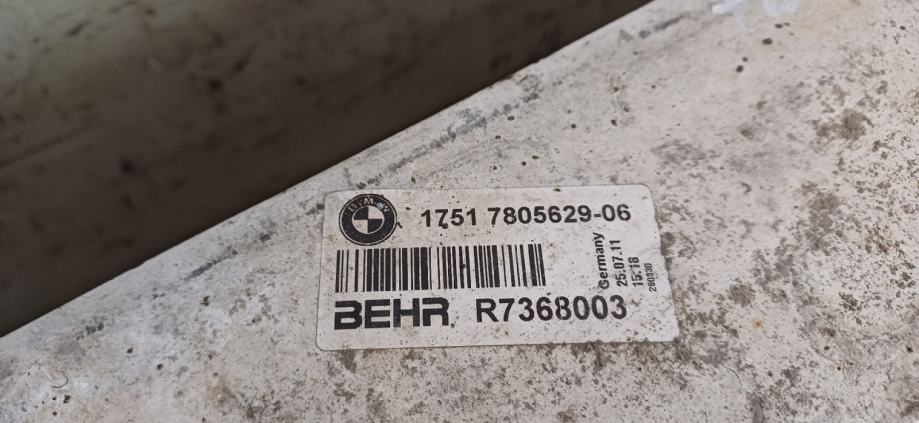 BMW
1751 7805629-06
Germany
25.07.11
15:18
BEHR R7368003